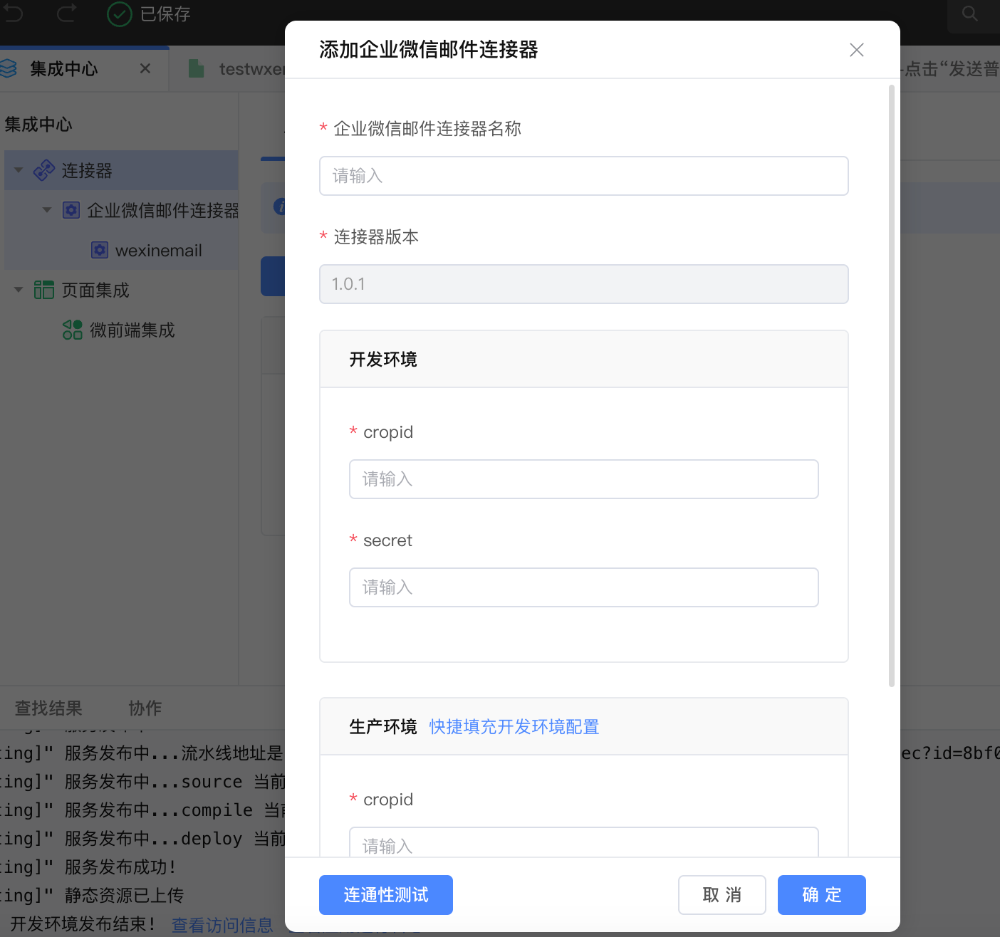 已保存
集成中心
testwxer
-点击“发送普
集成中心
连接器
企业微信邮件连接器
wexinemail
页面集成
微前端集成
添加企业微信邮件连接器
* 企业微信邮件连接器名称
请输入
* 连接器版本
1.0.1
开发环境
* cropid
请输入
* secret
请输入
生产环境 快捷填充开发环境配置
* cropid
请输入
连通性测试
取 消
确 定
查找结果
协作
ing]" 服务发布中...流水线地址是
ec?id=8bf0
ing]" 服务发布中...source 当前
ing]" 服务发布中...compile 当前
ing]" 服务发布中...deploy 当前
ing]" 服务发布成功!
ing]" 静态资源已上传
开发环境发布结束! 查看访问信息